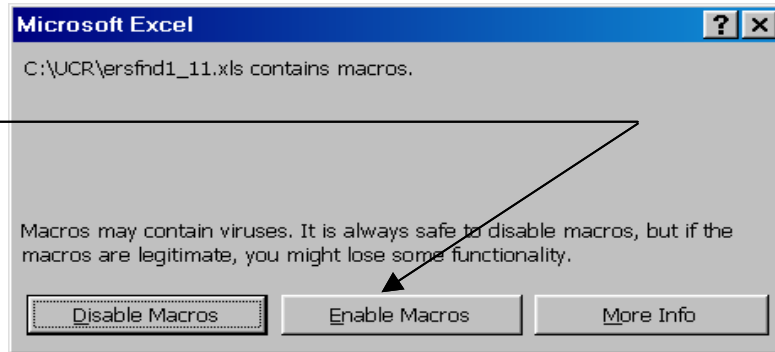 Microsoft Excel
C:\UCR\ersfnd1_11.xls contains macros.
Macros may contain viruses. It is always safe to disable macros, but if the
macros are legitimate, you might lose some functionality.
Disable Macros Enable Macros More Info